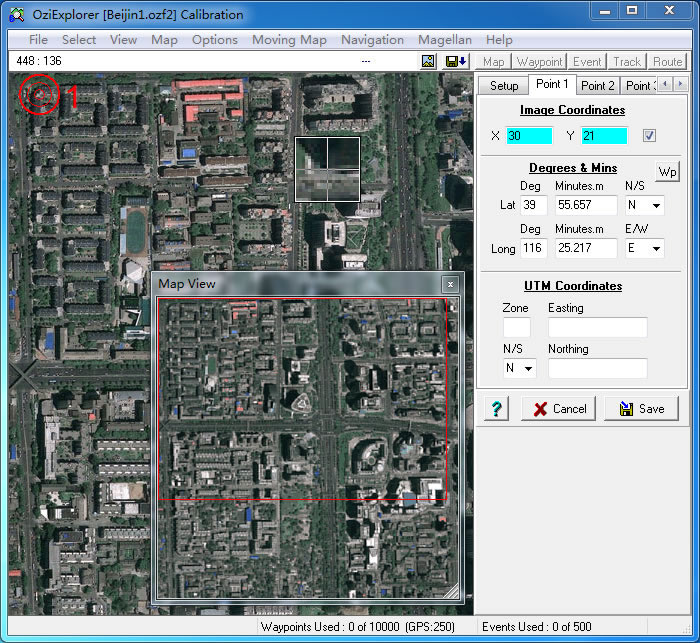 OziExplorer [Beijin1.ozf2] Calibration
File Select View Map Options Moving Map Navigation Magellan Help
448 : 136 --- Map Waypoint Event Track Route
Setup Point 1 Point 2 Point
1
Image Coordinates
X 30 Y 21
Degrees & Mins Wp
Deg Minutes.m N/S
Lat 39 55.657 N
Deg Minutes.m E/W
Long 116 25.217 E
UTM Coordinates
Zone Easting
N/S Northing
N
? Cancel Save
Map View
Waypoints Used : 0 of 10000 (GPS:250) Events Used : 0 of 500